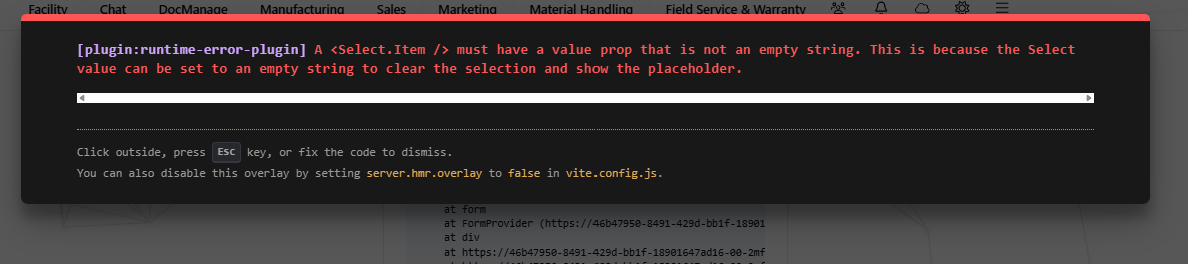 Facility Chat DocManage Manufacturing Sales Marketing Material Handling Field Service & Warranty
[plugin:runtime-error-plugin] A <Select.Item /> must have a value prop that is not an empty string. This is because the Select
value can be set to an empty string to clear the selection and show the placeholder.
Click outside, press Esc key, or fix the code to dismiss.
You can also disable this overlay by setting server.hmr.overlay to false in vite.config.js.
at form
at FormProvider (https://46b47950-8491-429d-bb1f-18901
at div
at https://46b47950-8491-429d-bb1f-18901647ad16-00-2mf